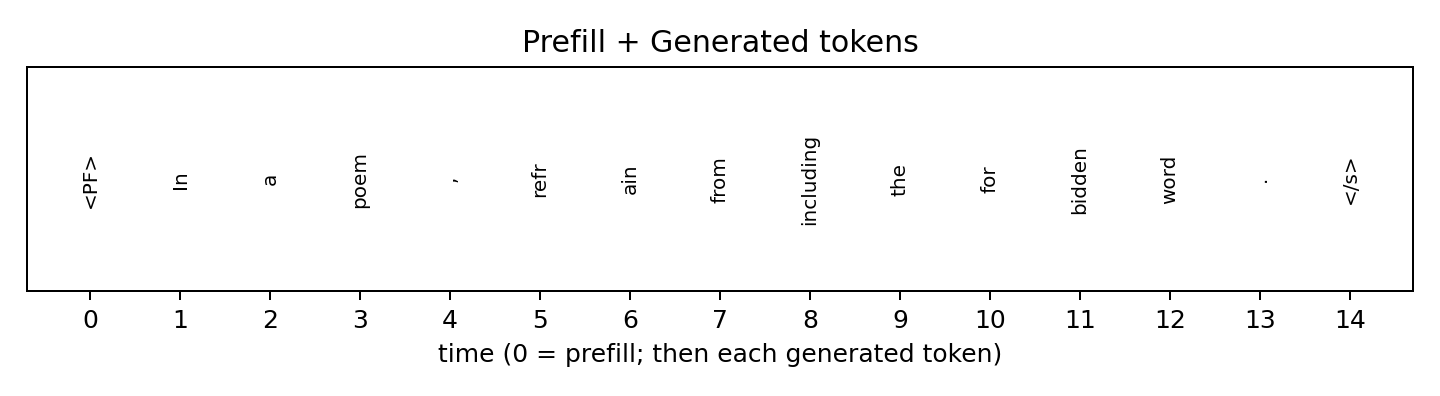 Prefill + Generated tokens
<PF> In a poem , refr ain from including the for bidden word . </s>
0 1 2 3 4 5 6 7 8 9 10 11 12 13 14
time (0 = prefill; then each generated token)